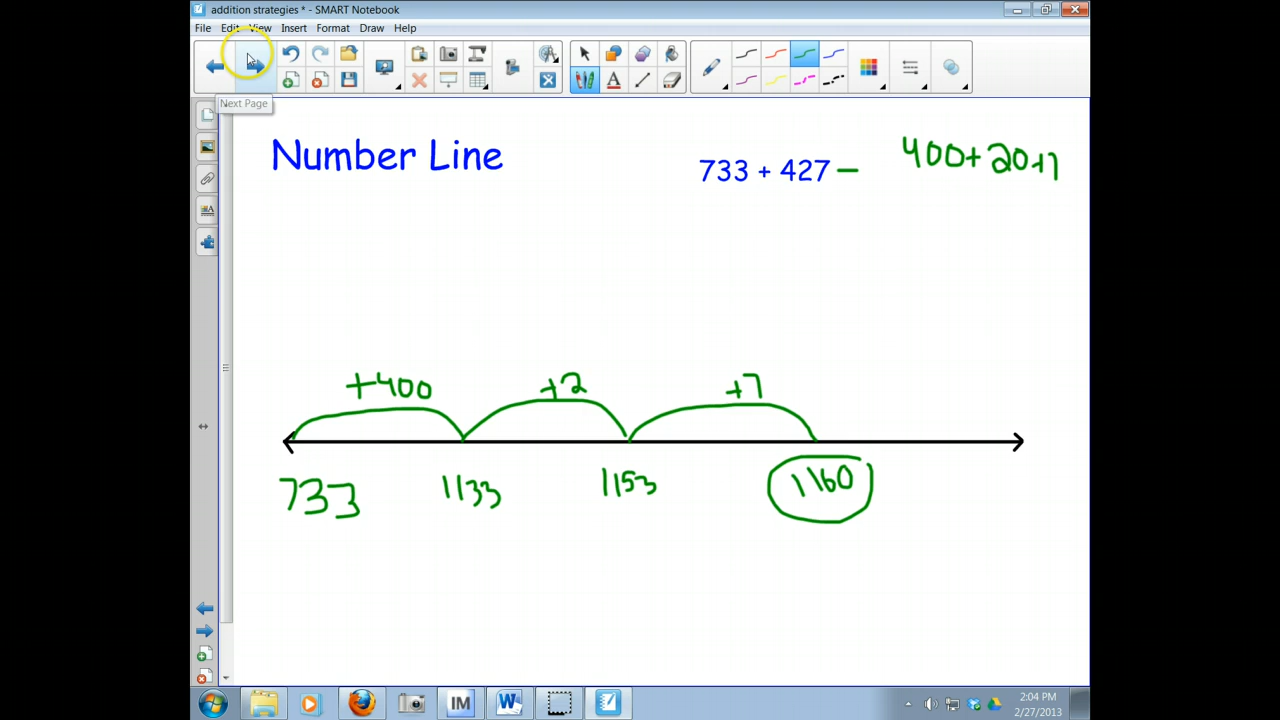 addition strategies * - SMART Notebook
File Edit View Insert Format Draw Help
Next Page
Number Line
733 + 427 – 400+20+7
+400 +2 +7
733 1133 1153 1160
IM W
2:04 PM
2/27/2013